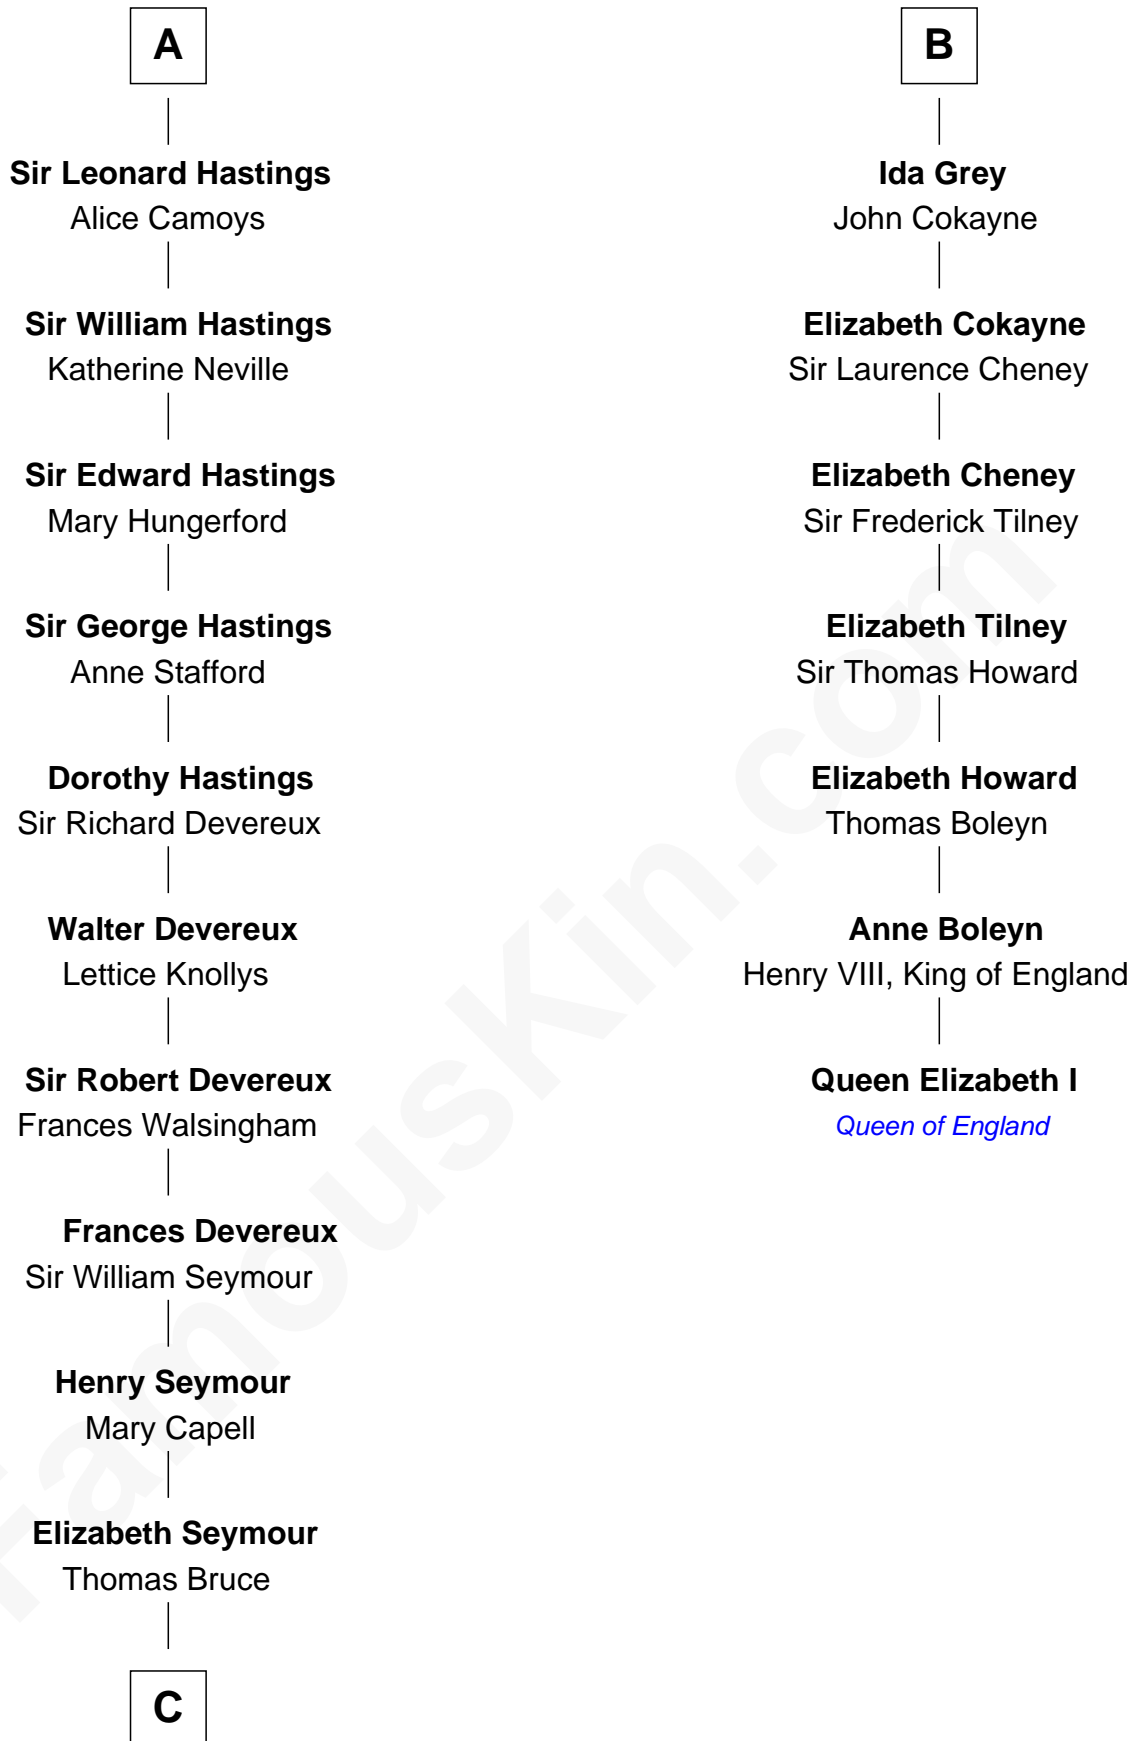 A
Sir Leonard Hastings
Alice Camoys
Sir William Hastings
Katherine Neville
Sir Edward Hastings
Mary Hungerford
Sir George Hastings
Anne Stafford
Dorothy Hastings
Sir Richard Devereux
Walter Devereux
Lettice Knollys
Sir Robert Devereux
Frances Walsingham
Frances Devereux
Sir William Seymour
Henry Seymour
Mary Capell
Elizabeth Seymour
Thomas Bruce
C
B
Ida Grey
John Cokayne
Elizabeth Cokayne
Sir Laurence Cheney
Elizabeth Cheney
Sir Frederick Tilney
Elizabeth Tilney
Sir Thomas Howard
Elizabeth Howard
Thomas Boleyn
Anne Boleyn
Henry VIII, King of England
Queen Elizabeth I
Queen of England
FamousKin.com